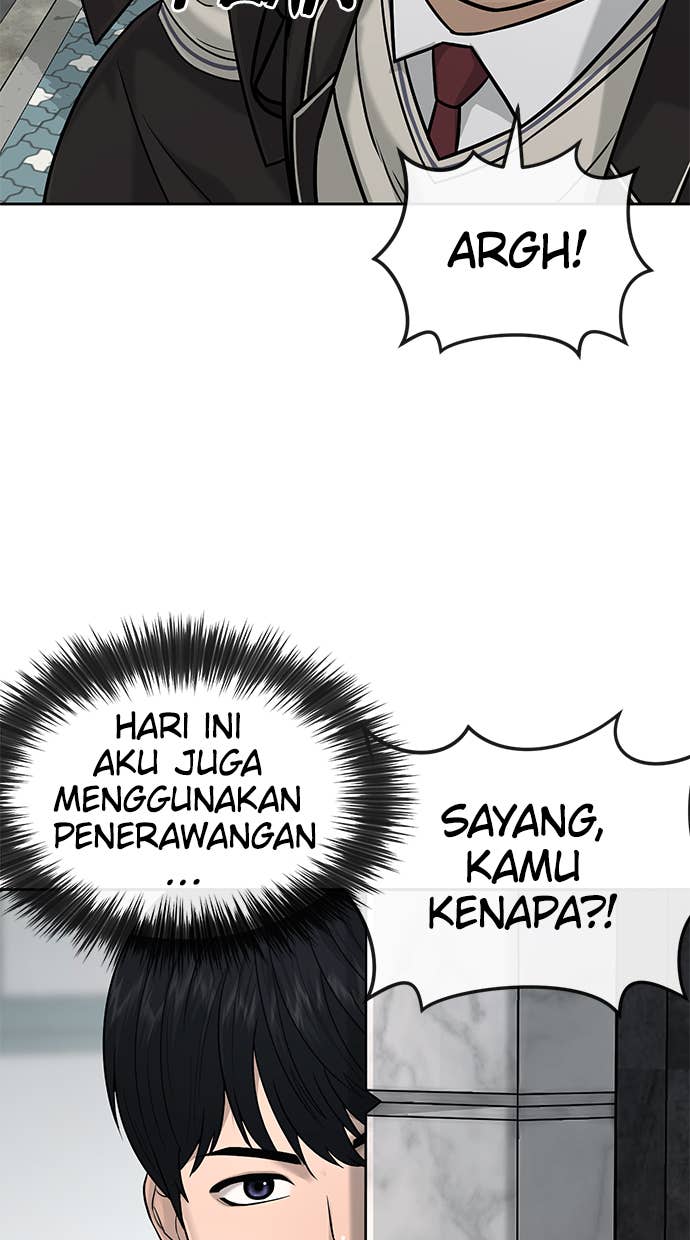 ARGH!
HARI INI
AKU JUGA
MENGGUNAKAN
PENERAWANGAN
...
SAYANG,
KAMU
KENAPA?!